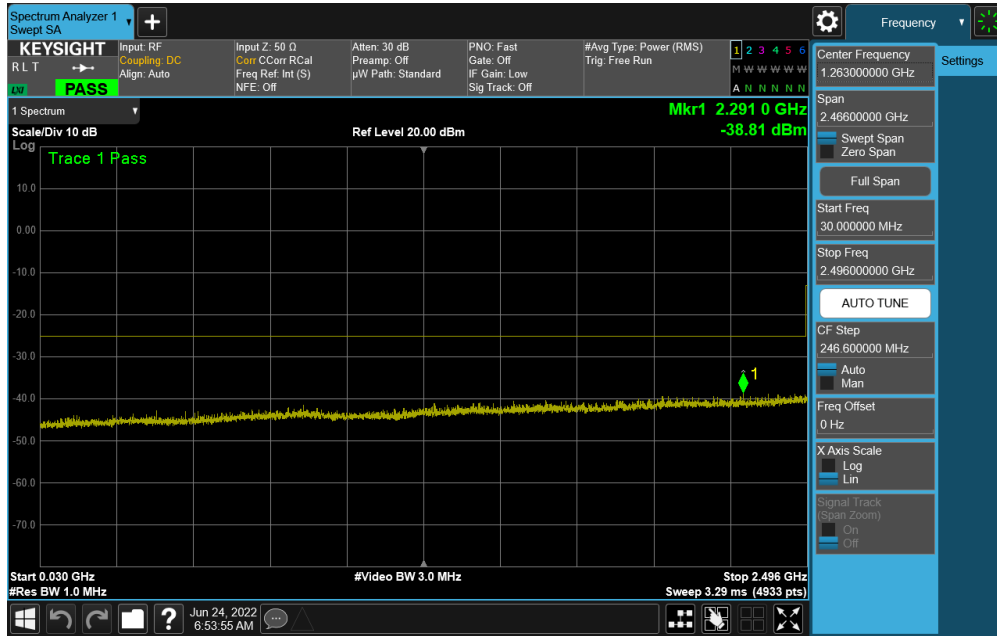 Spectrum Analyzer 1
Swept SA
Frequency
KEYSIGHT
R L T
LXI
PASS
Input: RF
Coupling: DC
Align: Auto
Input Z: 50 Ω
Corr CCorr RCal
Freq Ref: Int (S)
NFE: Off
Atten: 30 dB
Preamp: Off
µW Path: Standard
PNO: Fast
Gate: Off
IF Gain: Low
Sig Track: Off
#Avg Type: Power (RMS)
Trig: Free Run
1 2 3 4 5 6
M W W W W W
A N N N N N
1 Spectrum
Scale/Div 10 dB
Log
Ref Level 20.00 dBm
Mkr1 2.291 0 GHz
-38.81 dBm
Trace 1 Pass
10.0
0.00
-10.0
-20.0
-30.0
-40.0
-50.0
-60.0
-70.0
1
Start 0.030 GHz
#Res BW 1.0 MHz
#Video BW 3.0 MHz
Stop 2.496 GHz
Sweep 3.29 ms (4933 pts)
?
Jun 24, 2022
6:53:55 AM
Center Frequency
1.263000000 GHz
Settings
Span
2.46600000 GHz
Swept Span
Zero Span
Full Span
Start Freq
30.000000 MHz
Stop Freq
2.496000000 GHz
AUTO TUNE
CF Step
246.600000 MHz
Auto
Man
Freq Offset
0 Hz
X Axis Scale
Log
Lin
Signal Track
(Span Zoom)
On
Off